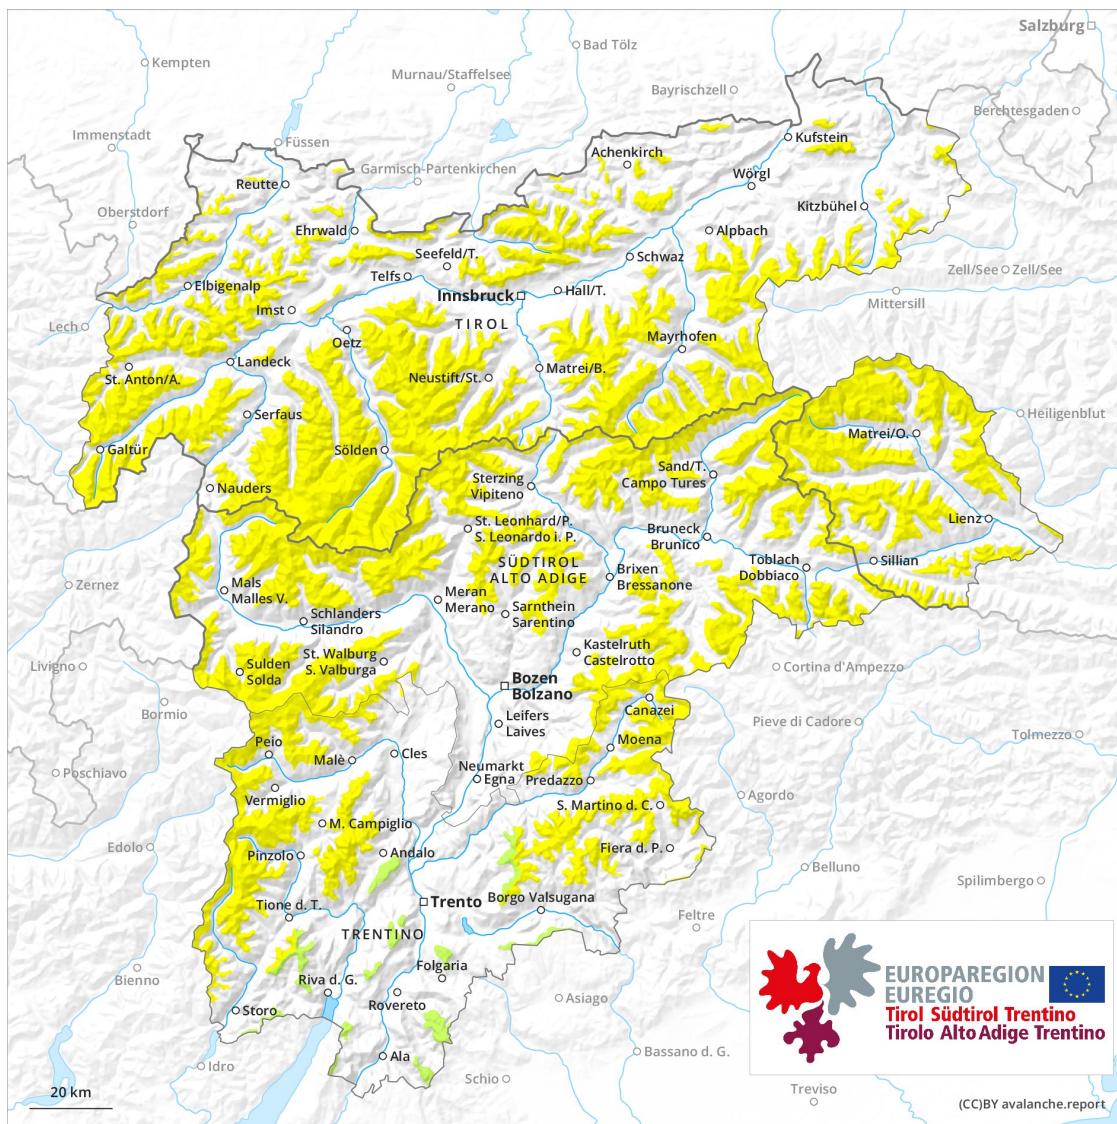 Salzburg
Bad Tölz
Kempten
Murnau/Staffelsee
Bayrischzell
Berchtesgaden
Immenstadt
Füssen
Kufstein
Achenkirch
Garmisch-Partenkirchen
Wörgl
Reutte
Oberstdorf
Kitzbühel
Ehrwald
Alpbach
Seefeld/T.
Schwaz
Telfs
Zell/See
Zell/See
Elbigenalp
Hall/T.
Innsbruck
Mittersill
Imst
TIROL
Lech
Oetz
Mayrhofen
Landeck
Matrei/B.
St. Anton/A.
Neustift/St.
Serfaus
Heiligenblut
Matrei/O.
Galtür
Sölden
Sand/T.
Campo Tures
Sterzing
Vipiteno
Nauders
Lienz
St. Leonhard/P.
S. Leonardo i. P.
Bruneck
Brunico
SÜDTIROL
ALTO ADIGE
Toblach
Dobbiaco
Sillian
Brixen
Bressanone
Zernez
Mals
Malles V.
Meran
Merano
Sarnthein
Sarentino
Schlanders
Silandro
Kastelruth
Castelrotto
St. Walburg
S. Valburga
Livigno
Sulden
Solda
Cortina d'Ampezzo
Bozen
Bolzano
Bormio
Canazei
Leifers
Laives
Pieve di Cadore
Tolmezzo
Peio
Moena
Cles
Malè
Poschiavo
Neumarkt
Egna
Predazzo
Vermiglio
Agordo
S. Martino d. C.
M. Campiglio
Edolo
Andalo
Fiera d. P.
Pinzolo
Belluno
Spilimbergo
Trento
Borgo Valsugana
Tione d. T.
Feltre
TRENTINO
Folgaria
Bienno
Riva d. G.
Rovereto
Asiago
Storo
Ala
Bassano d. G.
Idro
Schio
Treviso
20 km
EUROPAREGION
EUREGIO
Tirol Südtirol Trentino
Tirolo Alto Adige Trentino
(CC)BY avalanche.report